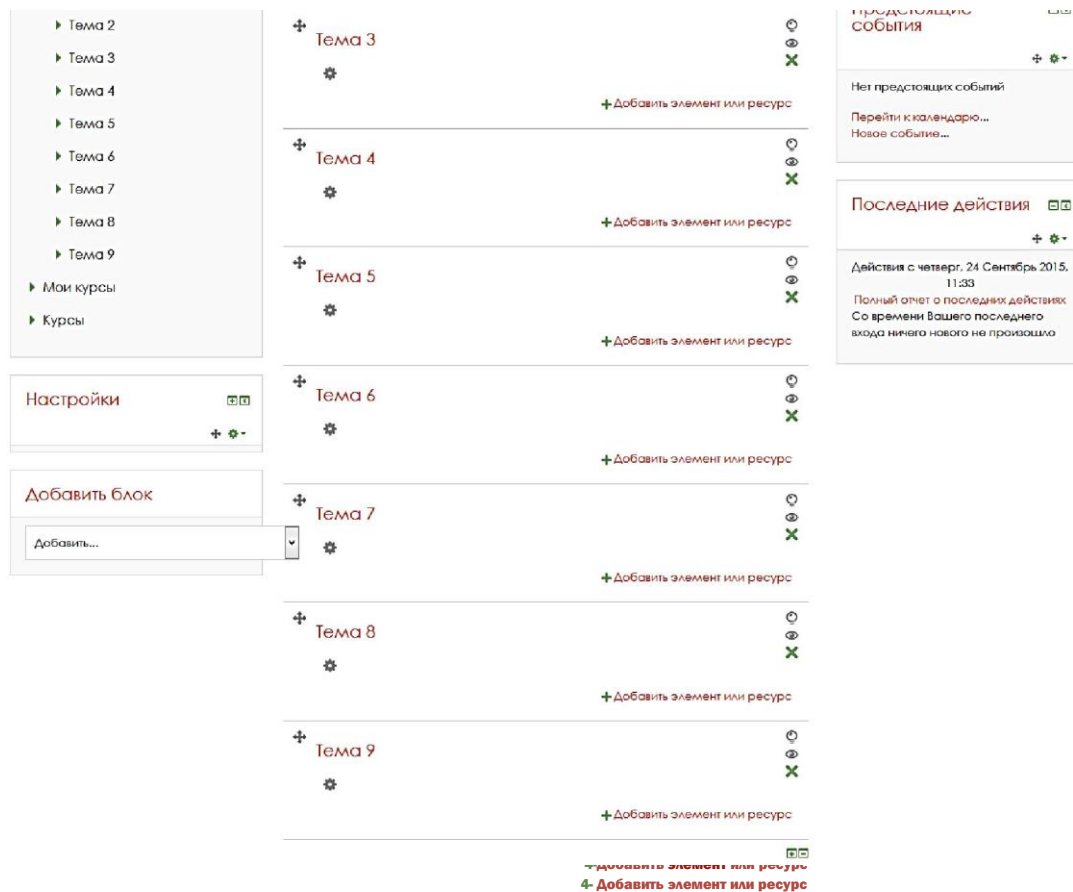 Тема 2
Тема 3
Тема 4
Тема 5
Тема 6
Тема 7
Тема 8
Тема 9
Мои курсы
Курсы
Настройки
Добавить блок
Добавить...
Тема 3
Добавить элемент или ресурс
Тема 4
Добавить элемент или ресурс
Тема 5
Добавить элемент или ресурс
Тема 6
Добавить элемент или ресурс
Тема 7
Добавить элемент или ресурс
Тема 8
Добавить элемент или ресурс
Тема 9
Добавить элемент или ресурс
Добавить элемент или ресурс
4- Добавить элемент или ресурс
Предстоящие
события
Нет предстоящих событий
Перейти к календарю...
Новое событие...
Последние действия
Действия с четверг, 24 Сентябрь 2015,
11:33
Полный отчет о последних действиях
Со времени Вашего последнего
входа ничего нового не произошло